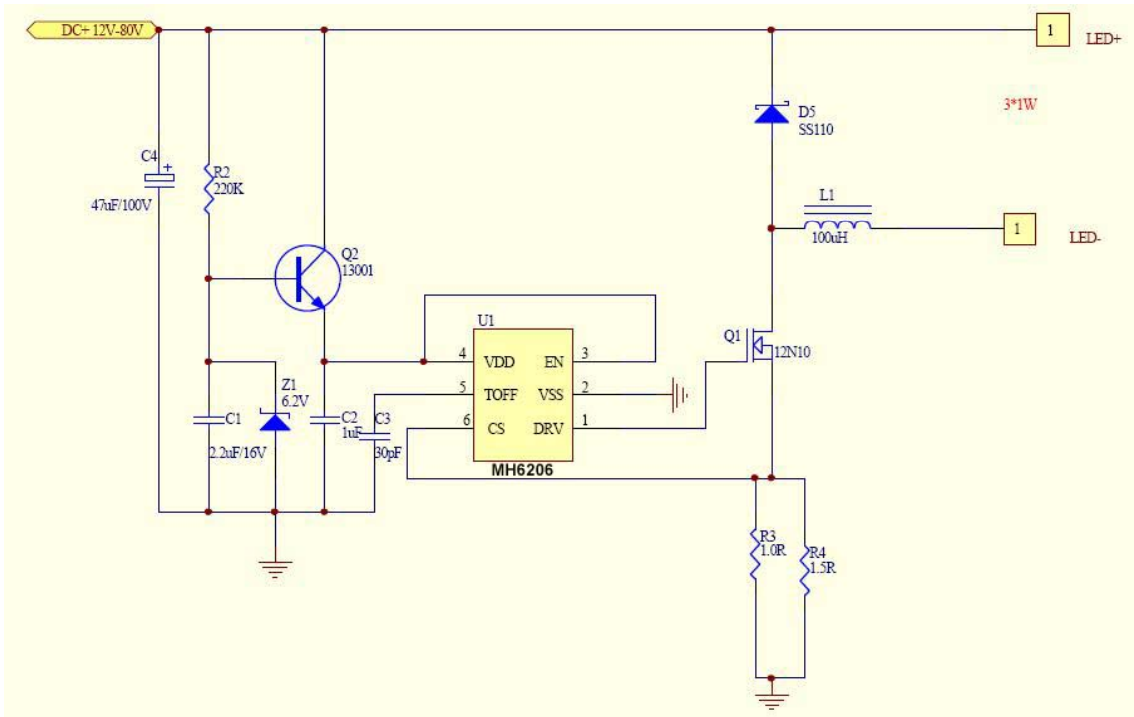 DC+ 12V-80V
1
LED+
3*1W
D5
SS110
C4
47uF/100V
R2
220K
L1
100uH
1
LED-
Q2
13001
U1
Q1
12N10
4
VDD
EN
3
5
TOFF
VSS
2
6
CS
DRV
1
MH6206
Z1
6.2V
C1
2.2uF/16V
C2
1uF
C3
30pF
R3
1.0R
R4
1.5R